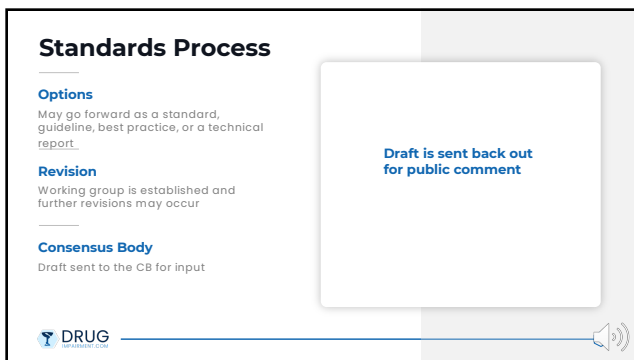 Standards Process
Options
May go forward as a standard,
guideline, best practice, or a technical
report
Revision
Working group is established and
further revisions may occur
Consensus Body
Draft sent to the CB for input
Draft is sent back out
for public comment
DRUG
IMPAIRMENT.COM